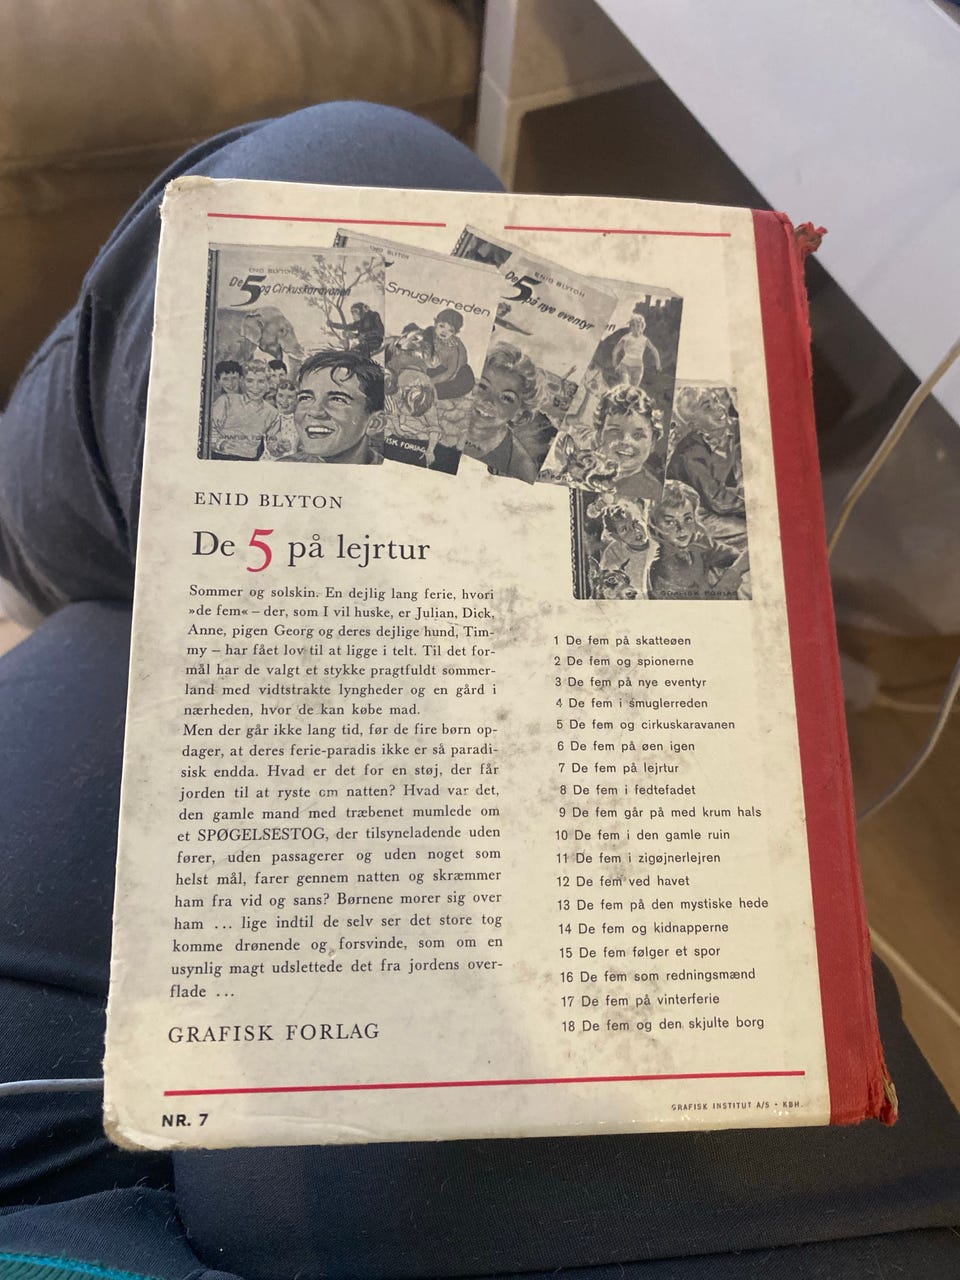 ENID BLYTON
De 5 og Cirkuskaravanen
GRAFISK FORLAG
ENID BLYTON
Smuglerreden
FISK FORLAG
ENID BLYTON
De 5 på nye eventyr
GRAFISK FORLAG
ENID BLYTON
De 5 på lejrtur
Sommer og solskin. En dejlig lang ferie, hvori
»de fem« – der, som I vil huske, er Julian, Dick,
Anne, pigen Georg og deres dejlige hund, Tim-
my – har fået lov til at ligge i telt. Til det for-
mål har de valgt et stykke pragtfuldt sommer-
land med vidtstrakte lyngheder og en gård i
nærheden, hvor de kan købe mad.
Men der går ikke lang tid, før de fire børn op-
dager, at deres ferie-paradis ikke er så paradi-
sisk endda. Hvad er det for en støj, der får
jorden til at ryste om natten? Hvad var det,
den gamle mand med træbenet mumlede om
et SPØGELSESTOG, der tilsyneladende uden
fører, uden passagerer og uden noget som
helst mål, farer gennem natten og skræmmer
ham fra vid og sans? Børnene morer sig over
ham ... lige indtil de selv ser det store tog
komme drønende og forsvinde, som om en
usynlig magt udslettede det fra jordens over-
flade ...
GRAFISK FORLAG
1 De fem på skatteøen
2 De fem og spionerne
3 De fem på nye eventyr
4 De fem i smuglerreden
5 De fem og cirkuskaravanen
6 De fem på øen igen
7 De fem på lejrtur
8 De fem i fedtefadet
9 De fem går på med krum hals
10 De fem i den gamle ruin
11 De fem i zigøjnerlejren
12 De fem ved havet
13 De fem på den mystiske hede
14 De fem og kidnapperne
15 De fem følger et spor
16 De fem som redningsmænd
17 De fem på vinterferie
18 De fem og den skjulte borg
NR. 7
GRAFISK INSTITUT A/S - KBH.